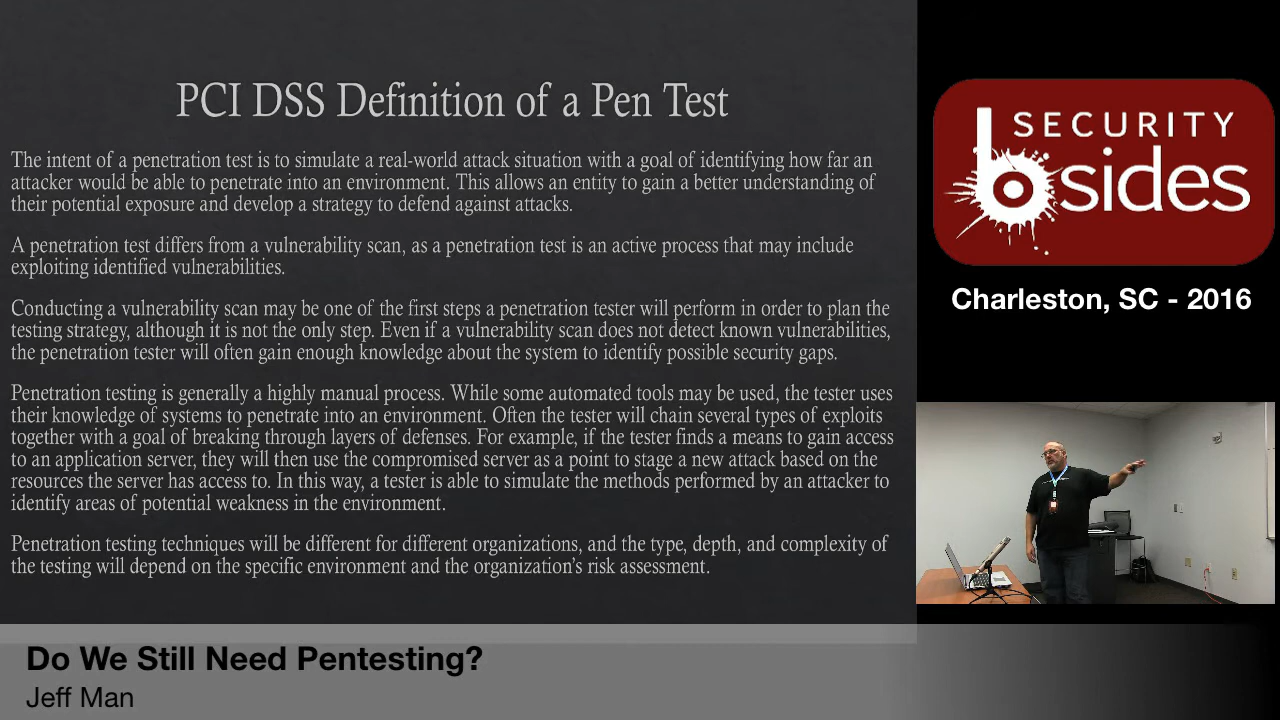 PCI DSS Definition of a Pen Test
The intent of a penetration test is to simulate a real-world attack situation with a goal of identifying how far an
attacker would be able to penetrate into an environment. This allows an entity to gain a better understanding of
their potential exposure and develop a strategy to defend against attacks.
A penetration test differs from a vulnerability scan, as a penetration test is an active process that may include
exploiting identified vulnerabilities.
Conducting a vulnerability scan may be one of the first steps a penetration tester will perform in order to plan the
testing strategy, although it is not the only step. Even if a vulnerability scan does not detect known vulnerabilities,
the penetration tester will often gain enough knowledge about the system to identify possible security gaps.
Penetration testing is generally a highly manual process. While some automated tools may be used, the tester uses
their knowledge of systems to penetrate into an environment. Often the tester will chain several types of exploits
together with a goal of breaking through layers of defenses. For example, if the tester finds a means to gain access
to an application server, they will then use the compromised server as a point to stage a new attack based on the
resources the server has access to. In this way, a tester is able to simulate the methods performed by an attacker to
identify areas of potential weakness in the environment.
Penetration testing techniques will be different for different organizations, and the type, depth, and complexity of
the testing will depend on the specific environment and the organization's risk assessment.
SECURITY
bsides
Charleston, SC - 2016
Do We Still Need Pentesting?
Jeff Man